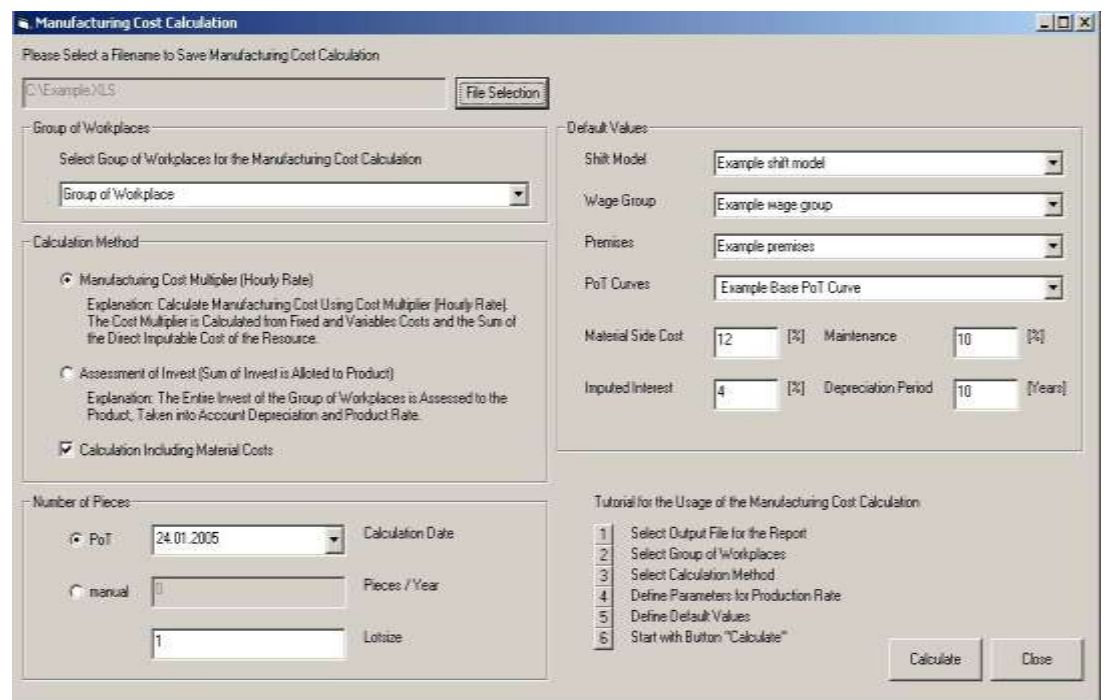 Manufacturing Cost Calculation
Please Select a Filename to Save Manufacturing Cost Calculation
C:\Example.XLS
File Selection
Group of Workplaces
Select Goup of Workplaces for the Manufacturing Cost Calculation
Group of Workplace
Calculation Method
Manufacturing Cost Multiplier (Hourly Rate)
Explanation: Calculate Manufacturing Cost Using Cost Multiplier (Hourly Rate).
The Cost Multiplier is Calculated from Fixed and Variables Costs and the Sum of
the Direct Imputable Cost of the Resource.
Assessment of Invest (Sum of Invest is Alloted to Product)
Explanation: The Entire Invest of the Group of Workplaces is Assessed to the
Product, Taken into Account Depreciation and Product Rate.
Calculation Including Material Costs
Number of Pieces
PoT 24.01.2005 Calculation Date
manual 0 Pieces / Year
1 Lotsize
Default Values
Shift Model Example shift model
Wage Group Example wage group
Premises Example premises
PoT Curves Example Base PoT Curve
Material Side Cost 12 [%] Maintenance 10 [%]
Imputed Interest 4 [%] Depreciation Period 10 [Years]
Tutorial for the Usage of the Manufacturing Cost Calculation
1 Select Output File for the Report
2 Select Group of Workplaces
3 Select Calculation Method
4 Define Parameters for Production Rate
5 Define Default Values
6 Start with Button "Calculate"
Calculate Close